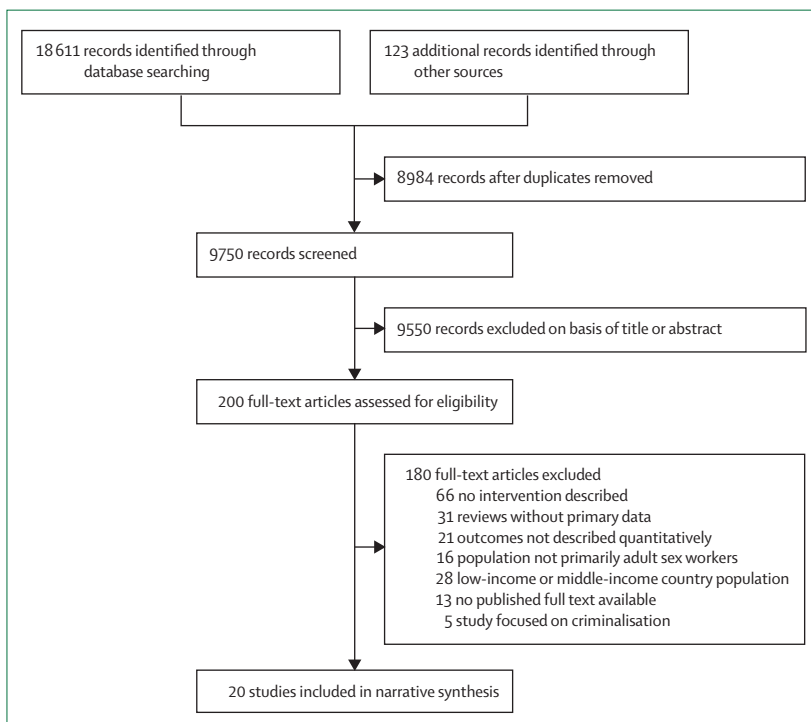 18 611 records identified through
database searching
123 additional records identified through
other sources
8984 records after duplicates removed
9750 records screened
9550 records excluded on basis of title or abstract
200 full-text articles assessed for eligibility
180 full-text articles excluded
66 no intervention described
31 reviews without primary data
21 outcomes not described quantitatively
16 population not primarily adult sex workers
28 low-income or middle-income country population
13 no published full text available
5 study focused on criminalisation
20 studies included in narrative synthesis